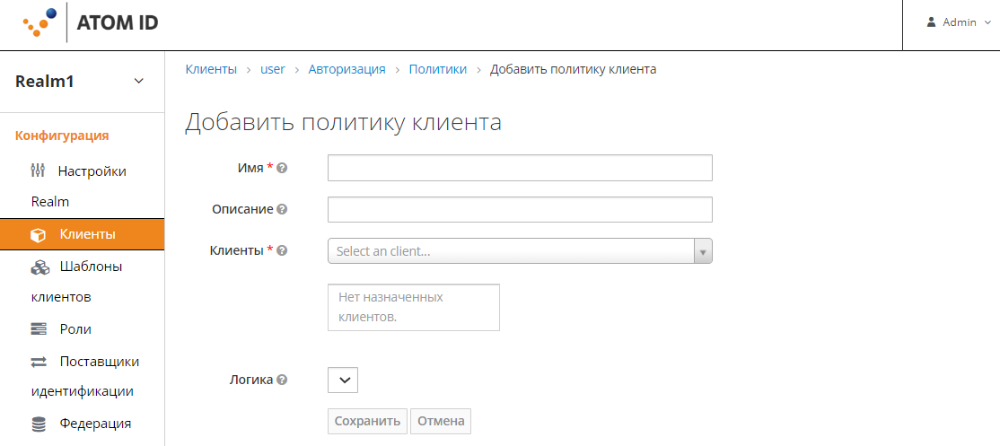 ATOM ID
Admin
Realm1
Клиенты > user > Авторизация > Политики > Добавить политику клиента
Конфигурация
Добавить политику клиента
Настройки
Realm
Клиенты
Шаблоны
клиентов
Роли
Поставщики
идентификации
Федерация
Имя *
Описание
Клиенты *
Select an client...
Нет назначенных
клиентов.
Логика
Сохранить
Отмена